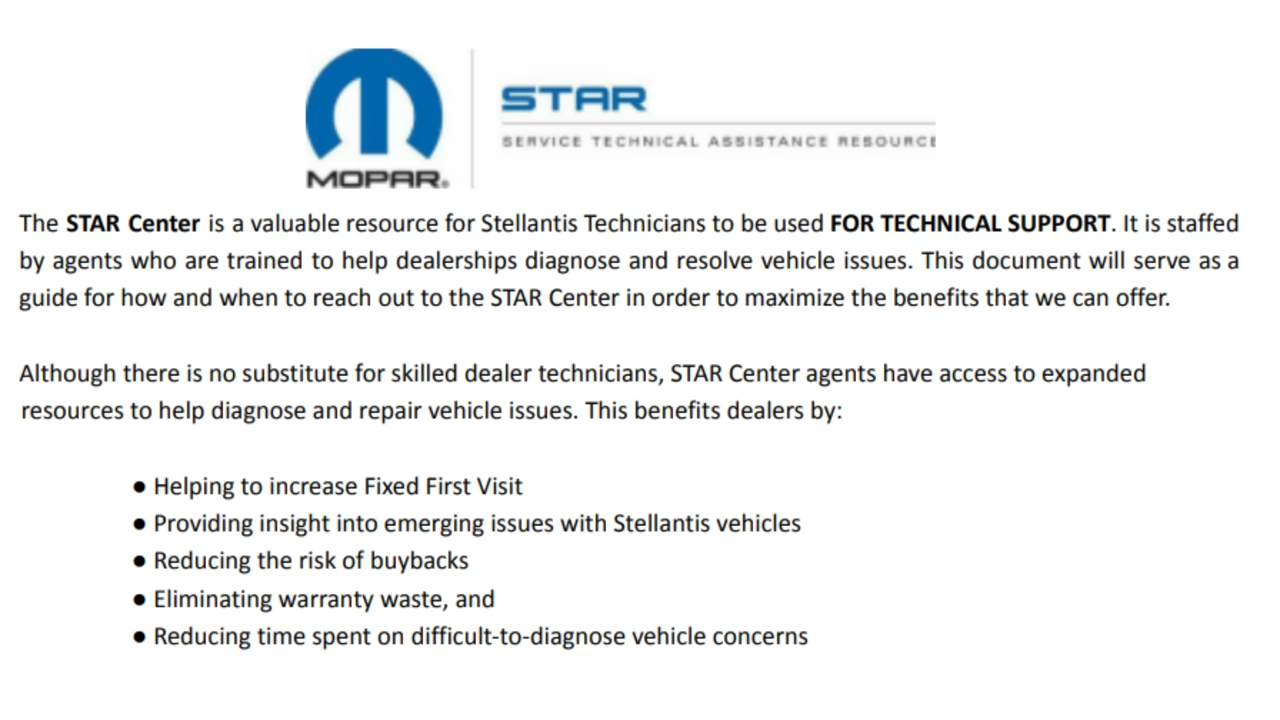 STAR
SERVICE TECHNICAL ASSISTANCE RESOURCE
MOPAR®
The STAR Center is a valuable resource for Stellantis Technicians to be used FOR TECHNICAL SUPPORT. It is staffed
by agents who are trained to help dealerships diagnose and resolve vehicle issues. This document will serve as a
guide for how and when to reach out to the STAR Center in order to maximize the benefits that we can offer.
Although there is no substitute for skilled dealer technicians, STAR Center agents have access to expanded
resources to help diagnose and repair vehicle issues. This benefits dealers by:
● Helping to increase Fixed First Visit
● Providing insight into emerging issues with Stellantis vehicles
● Reducing the risk of buybacks
● Eliminating warranty waste, and
● Reducing time spent on difficult-to-diagnose vehicle concerns